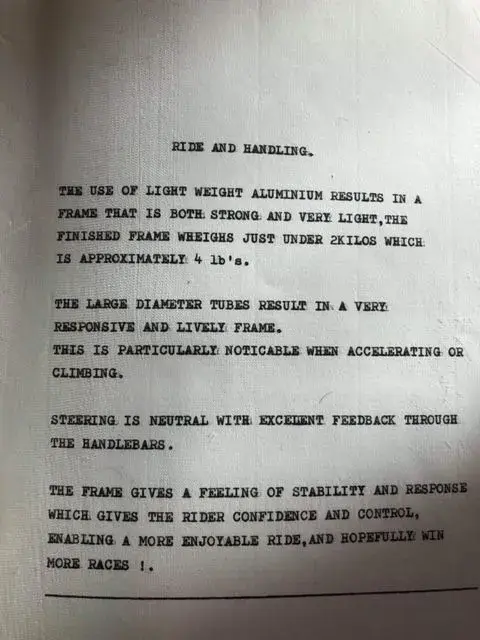 RIDE AND HANDLING.
THE USE OF LIGHT WEIGHT ALUMINIUM RESULTS IN A
FRAME THAT IS BOTH STRONG AND VERY LIGHT,THE
FINISHED FRAME WHEIGHS JUST UNDER 2KILOS WHICH
IS APPROXIMATELY 4 lb's.
THE LARGE DIAMETER TUBES RESULT IN A VERY
RESPONSIVE AND LIVELY FRAME.
THIS IS PARTICULARLY NOTICABLE WHEN ACCELERATING OR
CLIMBING.
STEERING IS NEUTRAL WITH EXCELENT FEEDBACK THROUGH
THE HANDLEBARS.
THE FRAME GIVES A FEELING OF STABILITY AND RESPONSE
WHICH GIVES THE RIDER CONFIDENCE AND CONTROL,
ENABLING A MORE ENJOYABLE RIDE,AND HOPEFULLY WIN
MORE RACES !.